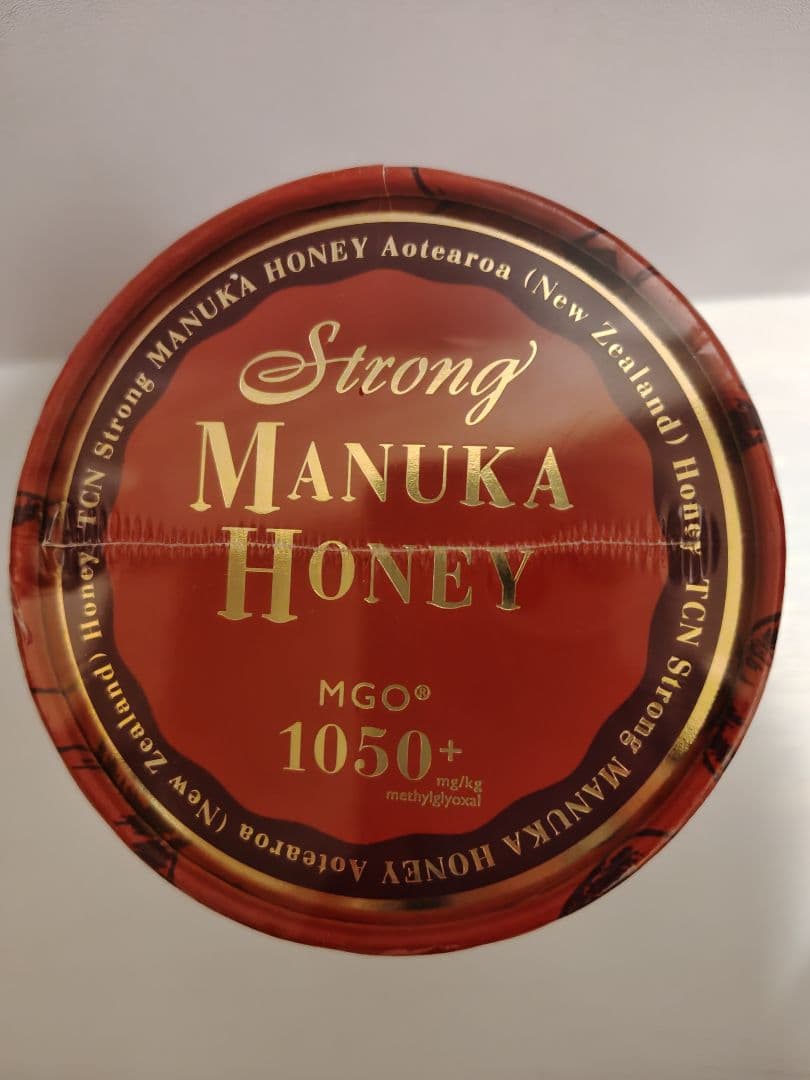 Strong
MANUKA
HONEY
MGO®
1050+
mg/kg
methylglyoxal
TCN Strong MANUKA HONEY Aotearoa (New Zealand) Honey TCN Strong MANUKA HONEY Aotearoa (New Zealand) Honey